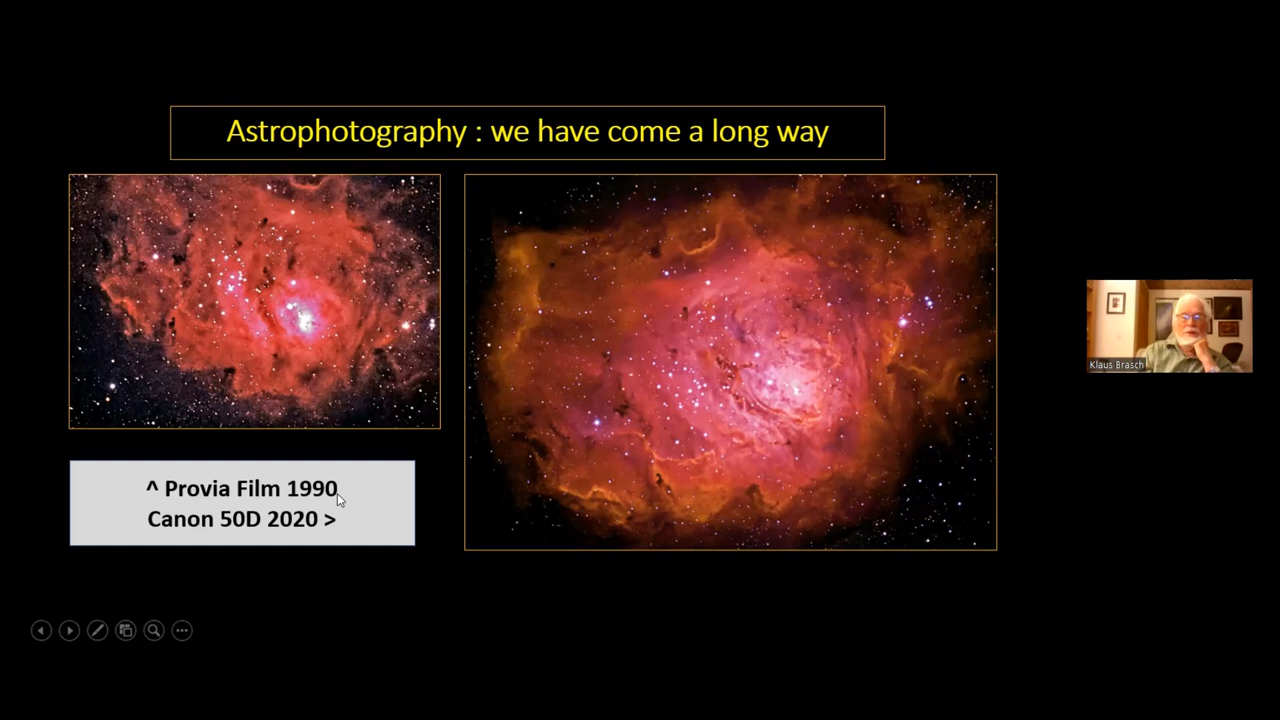 Astrophotography : we have come a long way
^ Provia Film 1990
Canon 50D 2020 >
Klaus Brasch